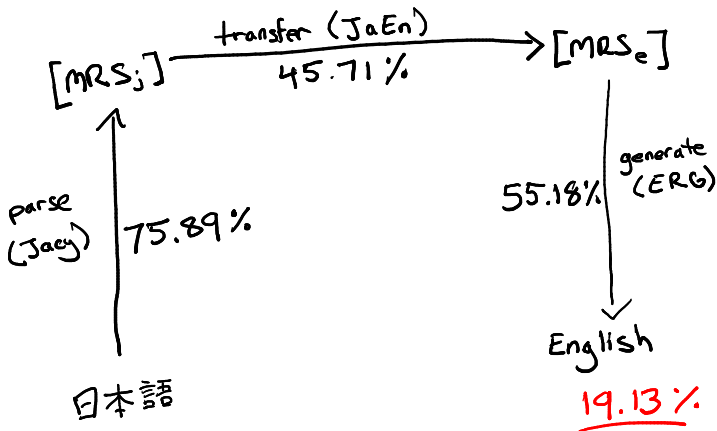 transfer (JaEn)
[MRSj]
45.71%
[MRSe]
parse
(Jacy)
75.89%
55.18%
generate
(ERG)
日本語
English
19.13%